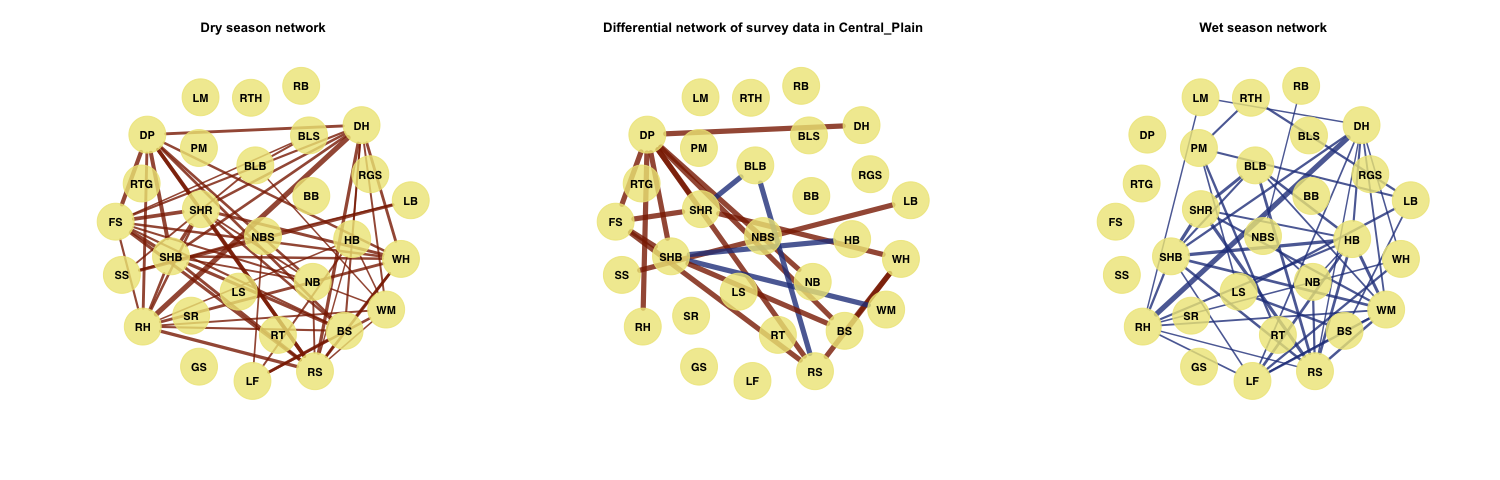 Dry season network
Differential network of survey data in Central_Plain
Wet season network
RB
LM
RTH
DH
DP
BLS
PM
BLB
RGS
RTG
BB
LB
SHR
FS
NBS
HB
SHB
WH
SS
NB
LS
WM
SR
RH
BS
RT
GS
RS
LF
RB
LM
RTH
DH
DP
BLS
PM
BLB
RGS
RTG
BB
LB
SHR
FS
NBS
HB
SHB
WH
SS
NB
LS
WM
SR
RH
BS
RT
GS
RS
LF
RB
LM
RTH
DH
DP
BLS
PM
BLB
RGS
RTG
BB
LB
SHR
FS
NBS
HB
SHB
WH
SS
NB
LS
WM
SR
RH
BS
RT
GS
RS
LF